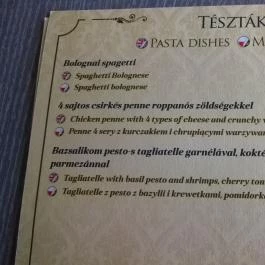 TÉSZTÁK
PASTA DISHES
Bolognai spagetti
Spaghetti Bolognese
Spaghetti bolognese
4 sajtos csirkés penne roppanós zöldségekkel
Chicken penne with 4 types of cheese and crunchy
Penne 4 sery z kurczakiem i chrupiącymi warzywa
Bazsalikom pesto-s tagliatelle garnélával, kokté
parmezánnal
Tagliatelle with basil pesto and shrimps, cherry tom
Tagliatelle z pesto z bazylii i krewetkami, pomidork